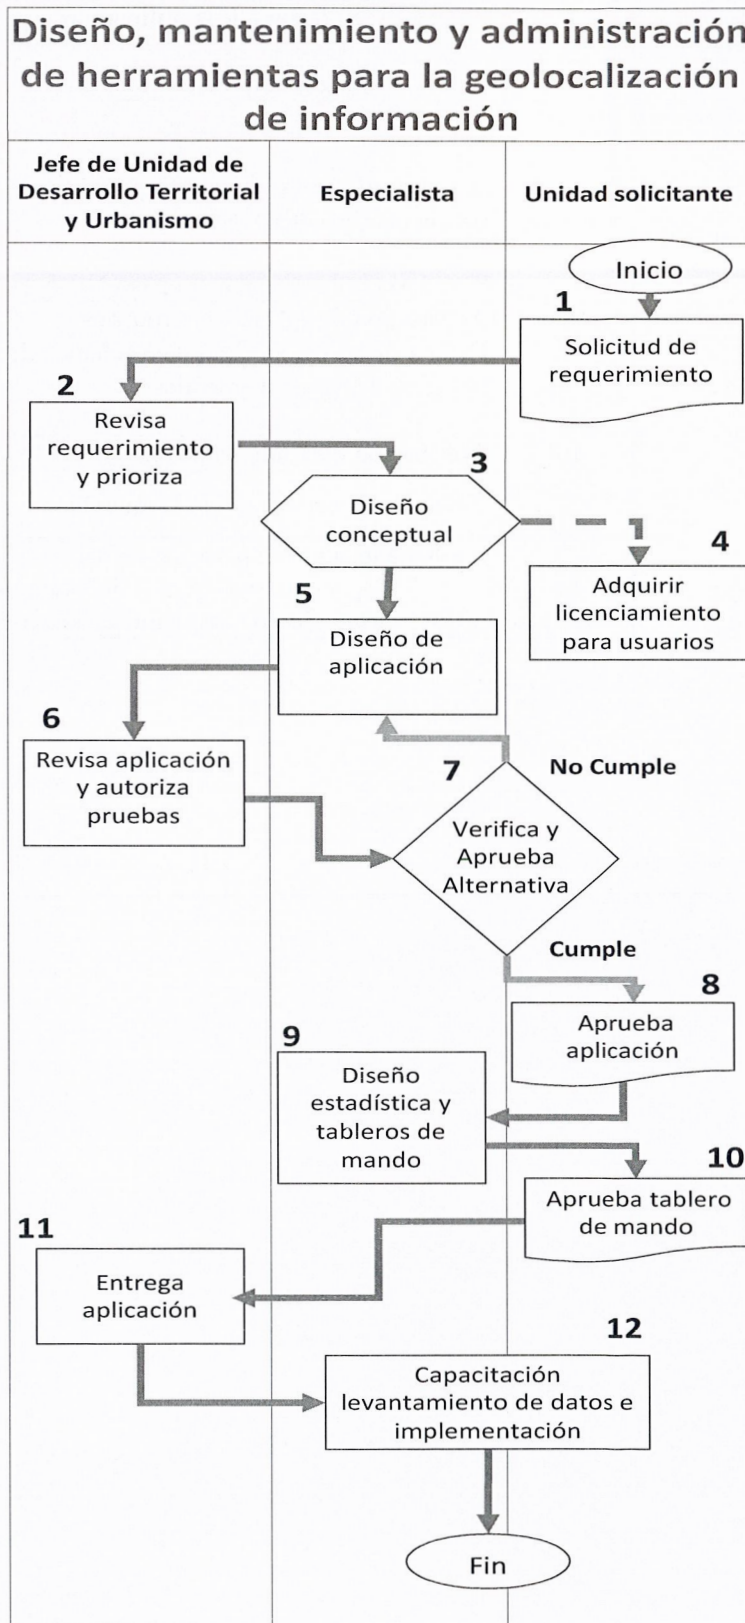 Diseño, mantenimiento y administración
de herramientas para la geolocalización
de información
Jefe de Unidad de
Desarrollo Territorial
y Urbanismo
Especialista
Unidad solicitante
Inicio
1
Solicitud de
requerimiento
2
Revisa
requerimiento
y prioriza
3
Diseño
conceptual
4
Adquirir
licenciamiento
para usuarios
5
Diseño de
aplicación
6
Revisa aplicación
y autoriza
pruebas
7
No Cumple
Verifica y
Aprueba
Alternativa
Cumple
8
Aprueba
aplicación
9
Diseño
estadística y
tableros de
mando
10
Aprueba tablero
de mando
11
Entrega
aplicación
12
Capacitación
levantamiento de datos e
implementación
Fin